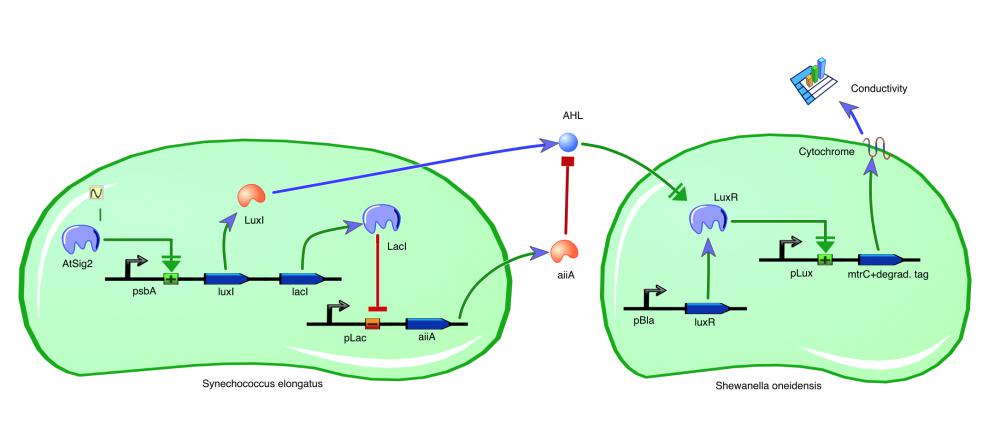 Conductivity
AHL
Cytochrome
LuxI
LuxR
LacI
AtSig2
aiiA
psbA
luxI
lacI
pLux
mtrC+degrad. tag
pLac
aiiA
pBla
luxR
Synechococcus elongatus
Shewanella oneidensis